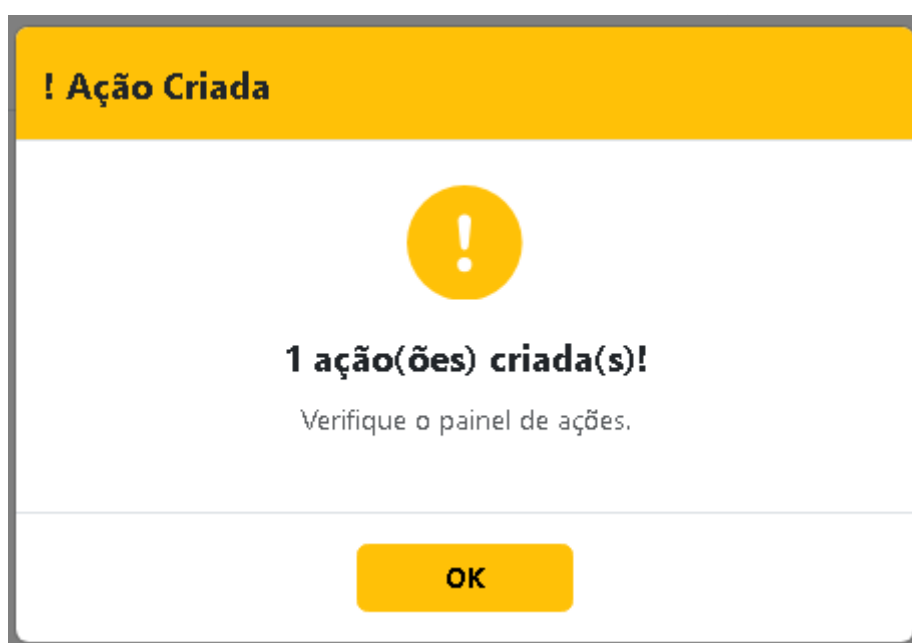 ! Ação Criada
!
1 ação(ões) criada(s)!
Verifique o painel de ações.
OK